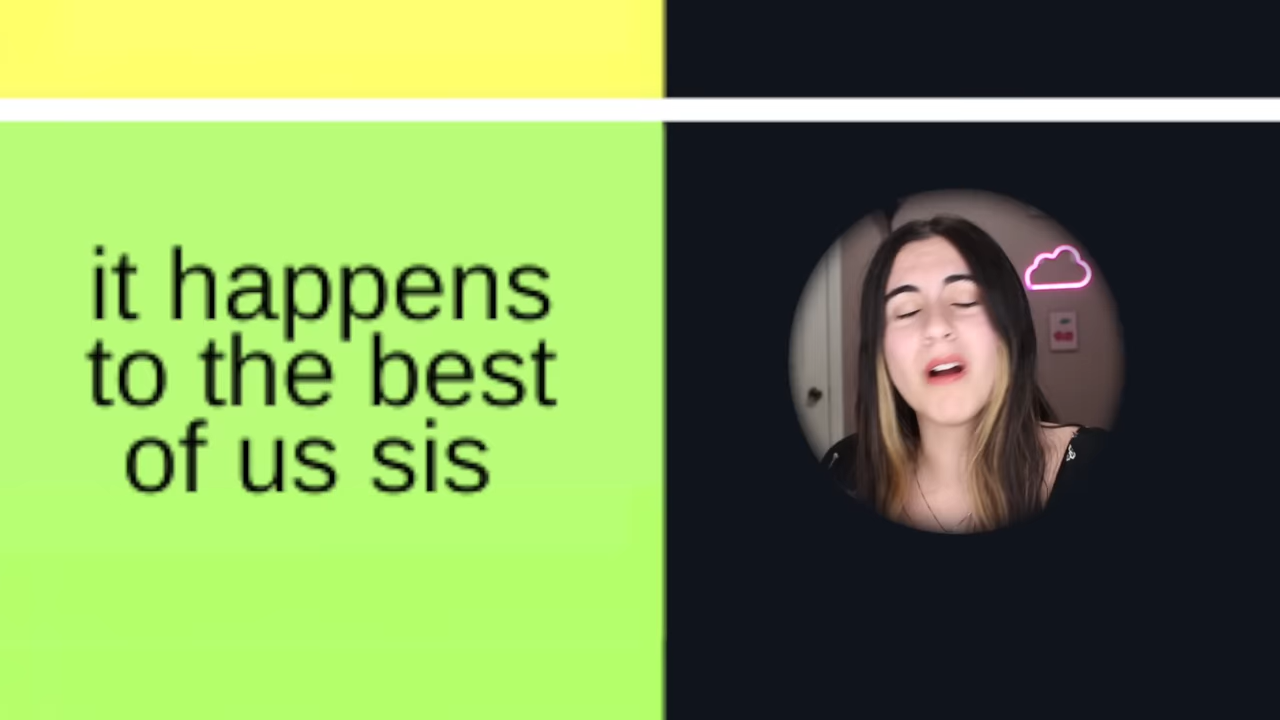 it happens
to the best
of us sis